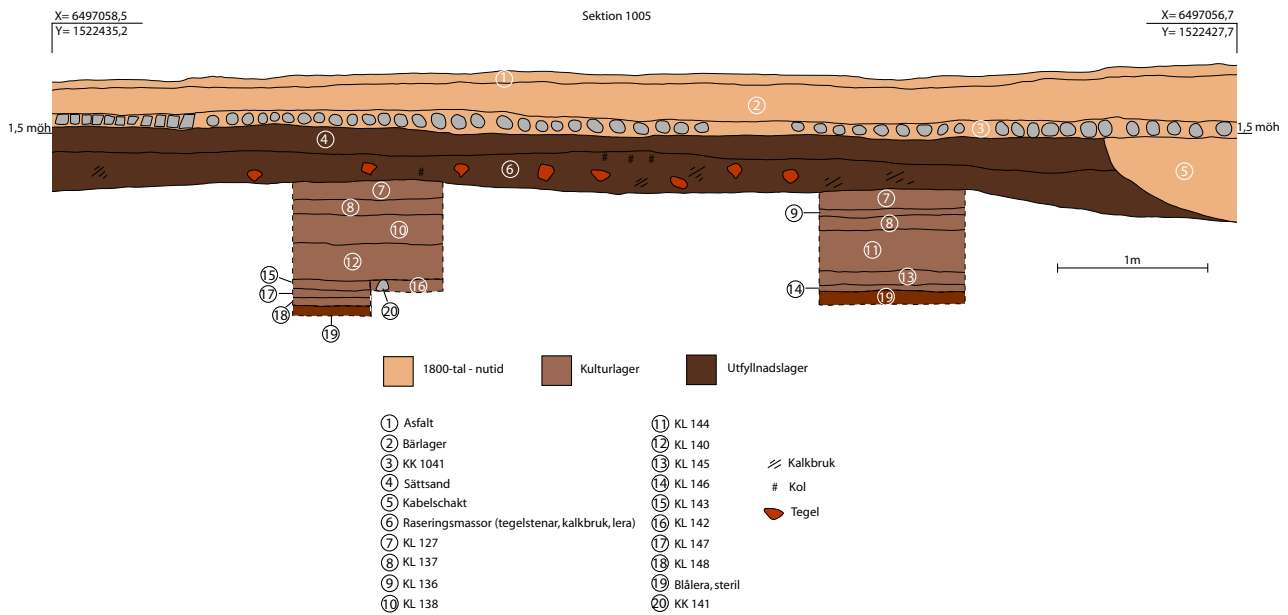 X= 6497058,5
Y= 1522435,2
Sektion 1005
X= 6497056,7
Y= 1522427,7
1
2
1,5 möh
3
1,5 möh
4
6
5
7
7
8
9
8
10
11
12
13
15
16
14
17
19
18
20
19
1m
1800-tal - nutid
Kulturlager
Utfyllnadslager
1 Asfalt
2 Bärlager
3 KK 1041
4 Sättsand
5 Kabelschakt
6 Raseringsmassor (tegelstenar, kalkbruk, lera)
7 KL 127
8 KL 137
9 KL 136
10 KL 138
11 KL 144
12 KL 140
13 KL 145
14 KL 146
15 KL 143
16 KL 142
17 KL 147
18 KL 148
19 Blålera, steril
20 KK 141
Kalkbruk
# Kol
Tegel